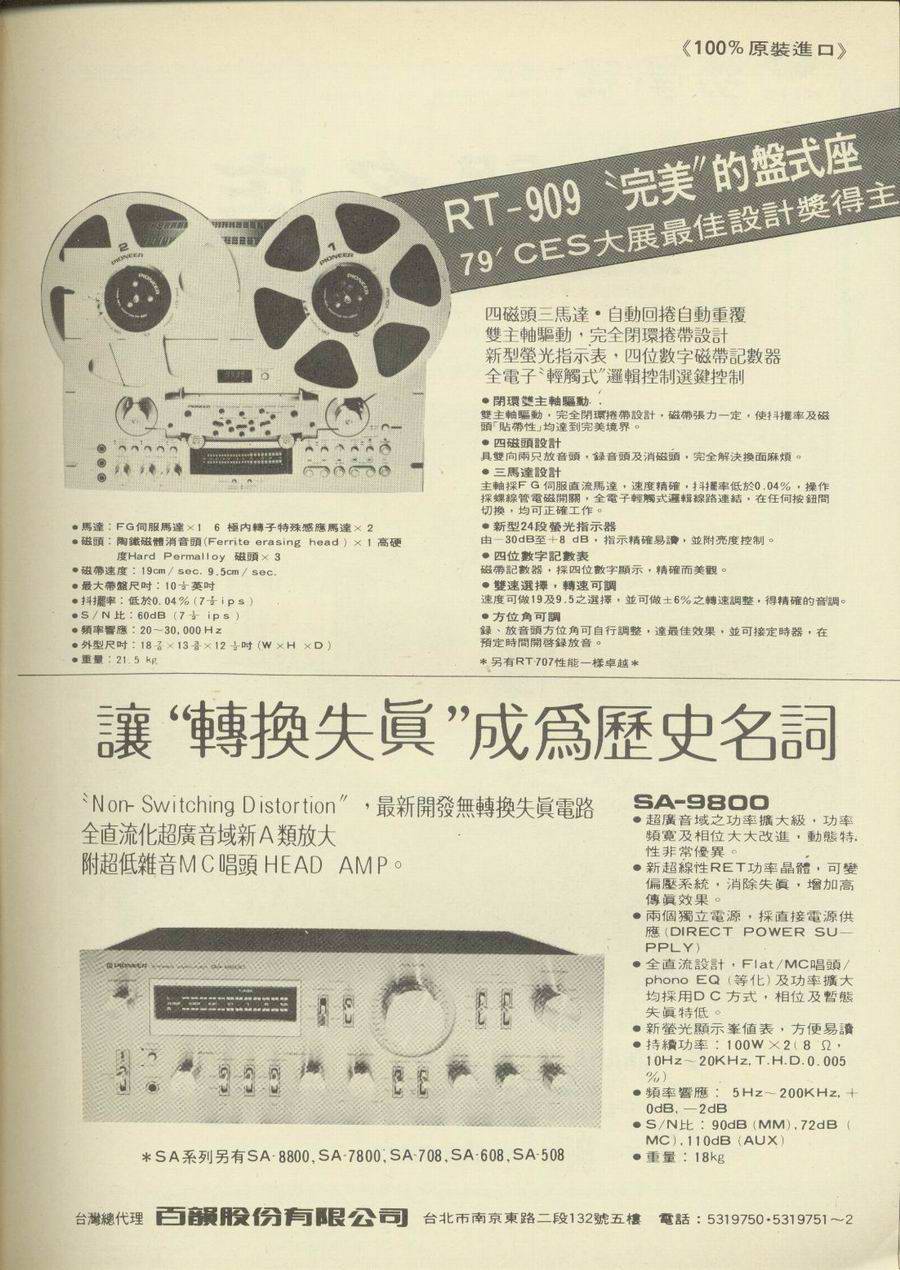 《100%原裝進口》
RT-909〝完美〞的盤式座
79′CES大展最佳設計獎得主
四磁頭三馬達•自動回捲自動重覆
雙主軸驅動，完全閉環捲帶設計
新型螢光指示表，四位數字磁帶記數器
全電子〝輕觸式〞邏輯控制選鍵控制
●閉環雙主軸驅動
雙主軸驅動，完全閉環捲帶設計，磁帶張力一定，使抖擺率及磁
頭「貼帶性」均達到完美境界。
●四磁頭設計
具雙向兩只放音頭，錄音頭及消磁頭，完全解決換面麻煩。
●三馬達設計
主軸採FG伺服直流馬達，速度精確，抖擺率低於0.04%，操作
採螺線管電磁開關，全電子輕觸式邏輯線路連結，在任何按鈕間
切換，均可正確工作。
●新型24段螢光指示器
由－30dB至＋8 dB，指示精確易讀，並附亮度控制。
●四位數字記數表
磁帶記數器，採四位數字顯示，精確而美觀。
●雙速選擇，轉速可調
速度可做19及9.5之選擇，並可做±6%之轉速調整，得精確的音調。
●方位角可調
錄、放音頭方位角可自行調整，達最佳效果，並可接定時器，在
預定時間開啓錄放音。
＊另有RT-707性能一樣卓越＊
2
PIONEER
PIONEER
1
PIONEER
PIONEER
PIONEER
●馬達：FG伺服馬達×1 6 極內轉子特殊感應馬達×2
●磁頭：陶鐵磁體消音頭(Ferrite erasing head）×1 高硬
度Hard Permalloy 磁頭×3
●磁帶速度：19cm／sec. 9.5cm／sec.
●最大帶盤尺吋：10½英吋
●抖擺率：低於0.04%(7½ips)
●S／N比：60dB (7½ ips)
●頻率響應：20～30,000Hz
●外型尺吋：18 ×13 ×12 吋(W×H ×D)
●重量：21.5 kg
讓“轉換失眞”成爲歷史名詞
〝Non-Switching Distortion〞，最新開發無轉換失眞電路
全直流化超廣音域新A類放大
附超低雜音MC唱頭HEAD AMP。
PIONEER
SA-9800
●超廣音域之功率擴大級，功率
頻寬及相位大大改進，動態特
性非常優異。
●新超線性RET功率晶體，可變
偏壓系統，消除失眞，增加高
傳眞效果。
●兩個獨立電源，採直接電源供
應(DIRECT POWER SU—
PPLY)
●全直流設計，Flat/MC唱頭/
phono EQ（等化)及功率擴大
均採用DC方式，相位及暫態
失眞特低。
●新螢光顯示峯值表，方便易讀
●持續功率：100W×2(8 Ω，
10Hz～20KHz,T.H.D.0.005
%)
●頻率響應： 5Hz～200KHz,＋
0dB,－2dB
●S/N比：90dB(MM),72dB（
MC),110dB（AUX）
●重量：18kg
＊SA系列另有SA-8800,SA-7800,SA-708,SA-608,SA-508
台灣總代理 百韻股份有限公司 台北市南京東路二段132號五樓 電話：5319750•5319751～2